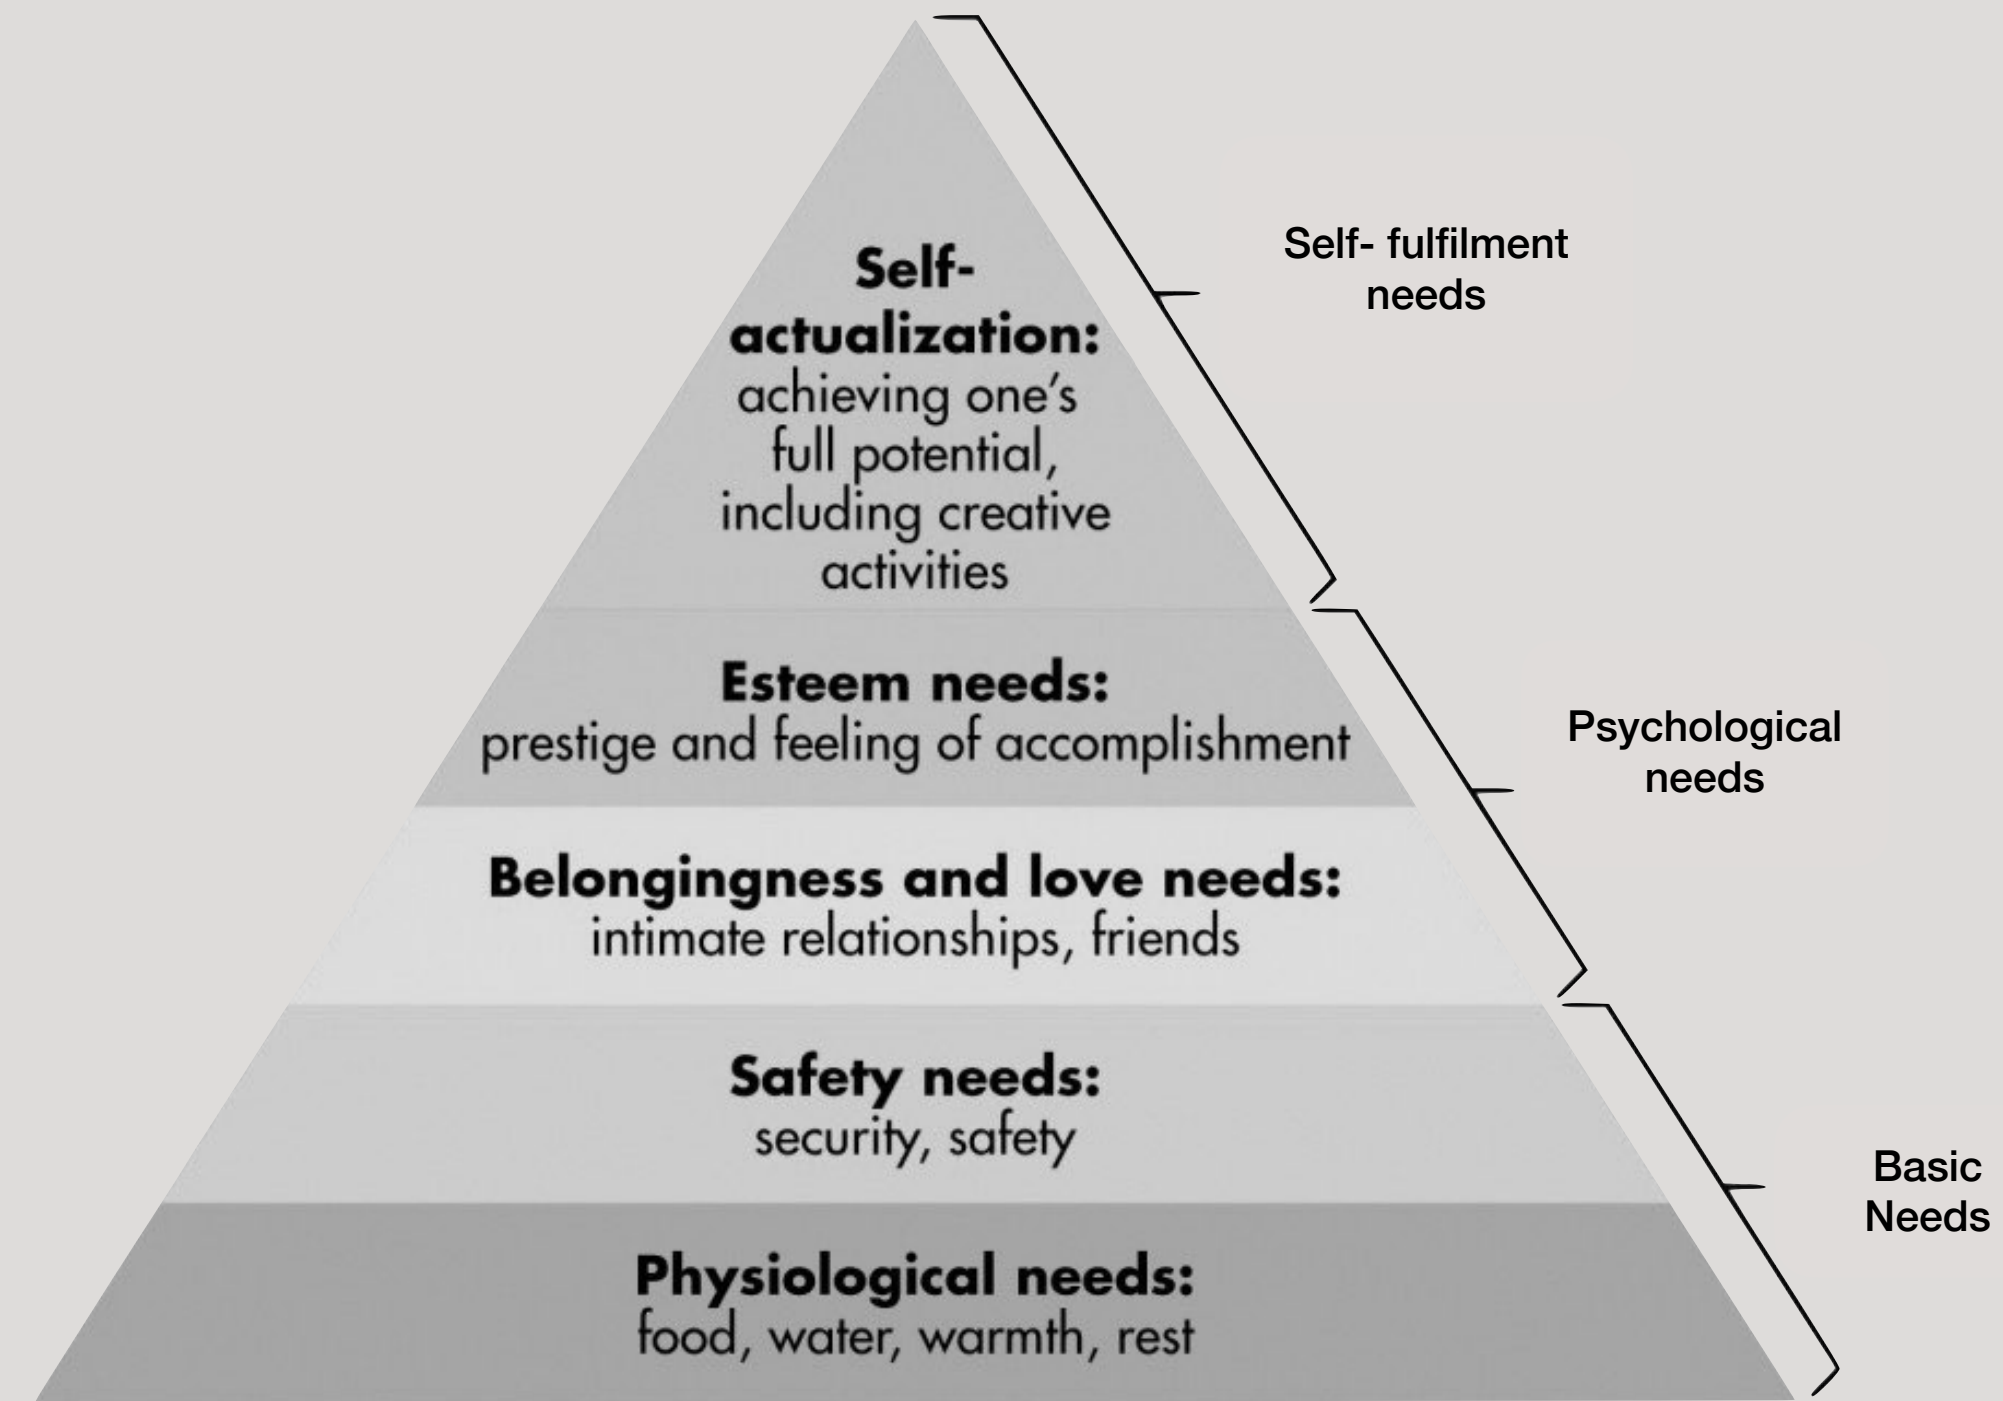 Self-
actualization:
achieving one's
full potential,
including creative
activities
Self- fulfilment
needs
Esteem needs:
prestige and feeling of accomplishment
Psychological
needs
Belongingness and love needs:
intimate relationships, friends
Safety needs:
security, safety
Basic
Needs
Physiological needs:
food, water, warmth, rest